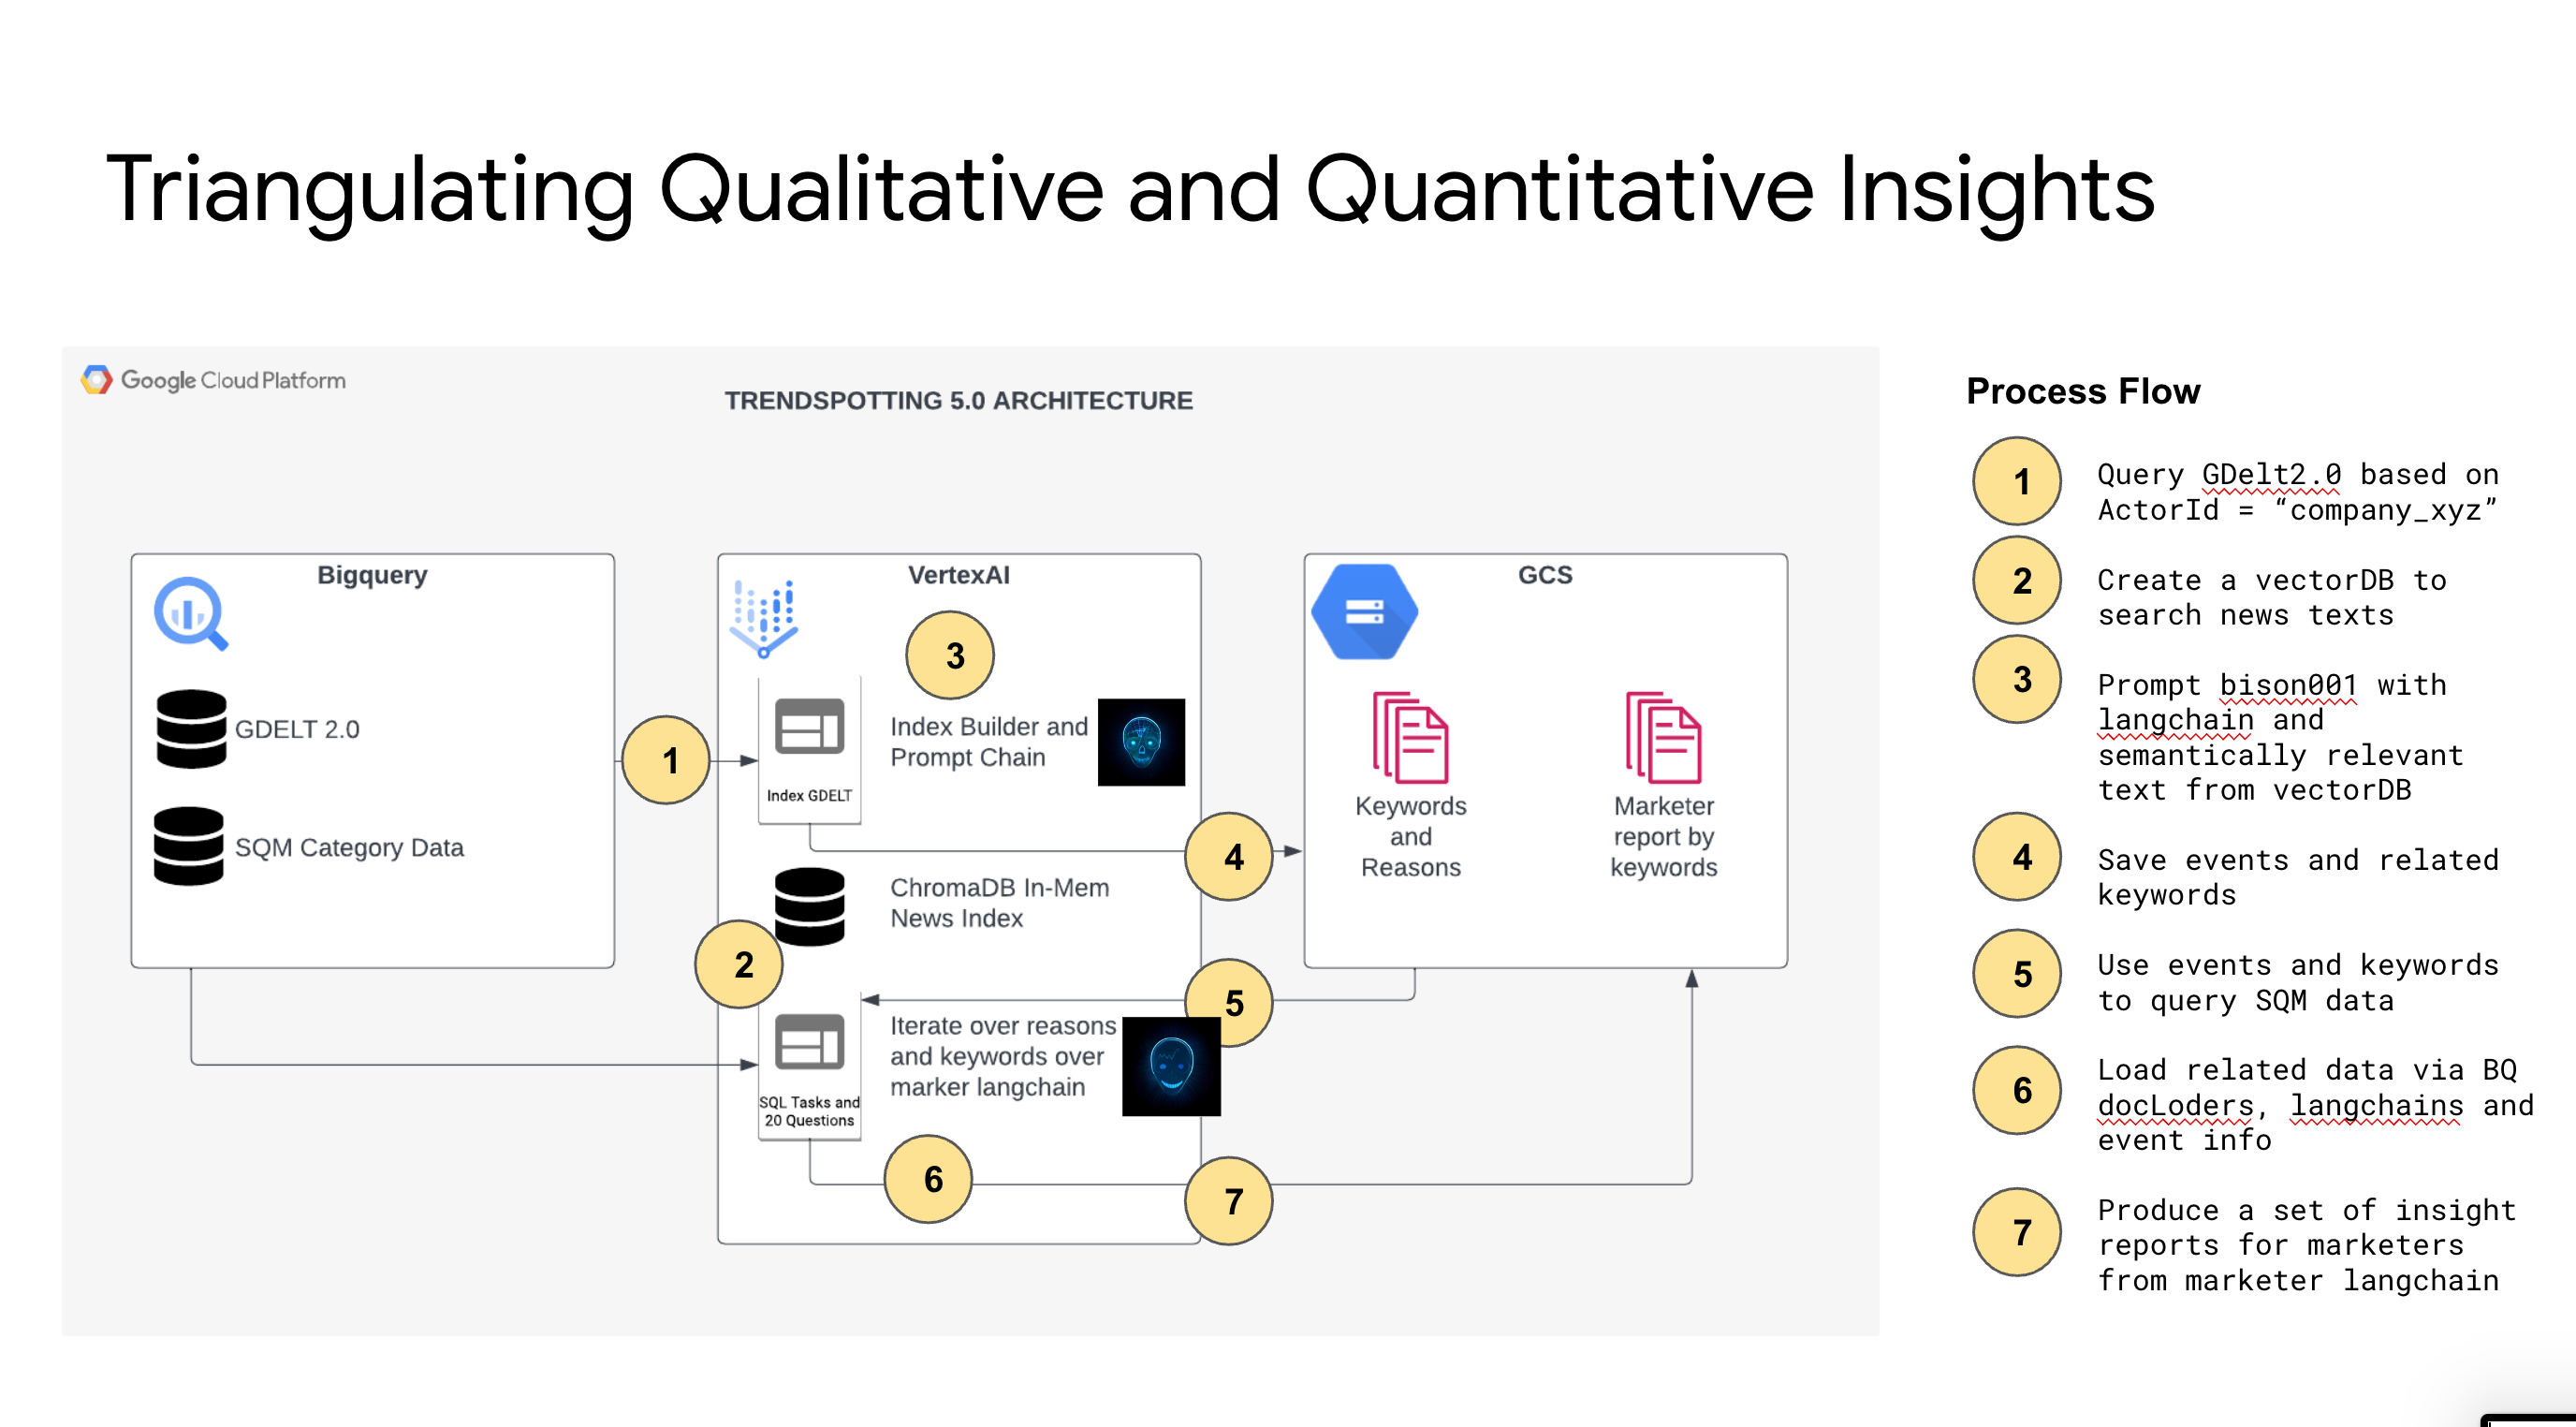 Triangulating Qualitative and Quantitative Insights
Google Cloud Platform
TRENDSPOTTING 5.0 ARCHITECTURE
Bigquery
GDELT 2.0
SQM Category Data
1
VertexAI
3
Index GDELT
Index Builder and
Prompt Chain
4
ChromaDB In-Mem
News Index
2
5
SQL Tasks and
20 Questions
Iterate over reasons
and keywords over
marker langchain
6
7
GCS
Keywords
and
Reasons
Marketer
report by
keywords
Process Flow
1
Query GDelt2.0 based on
ActorId = “company_xyz”
2
Create a vectorDB to
search news texts
3
Prompt bison001 with
langchain and
semantically relevant
text from vectorDB
4
Save events and related
keywords
5
Use events and keywords
to query SQM data
6
Load related data via BQ
docLoders, langchains and
event info
7
Produce a set of insight
reports for marketers
from marketer langchain